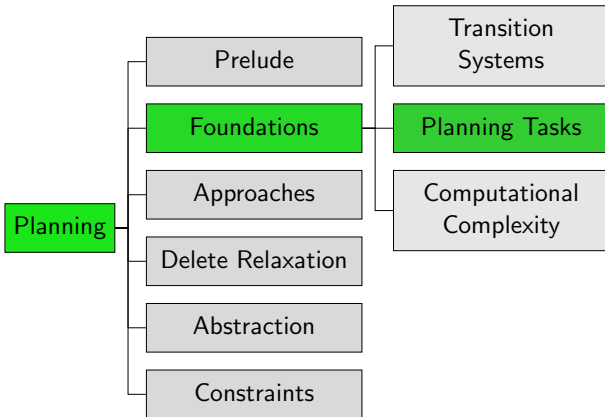 Planning
Prelude
Foundations
Approaches
Delete Relaxation
Abstraction
Constraints
Transition
Systems
Planning Tasks
Computational
Complexity